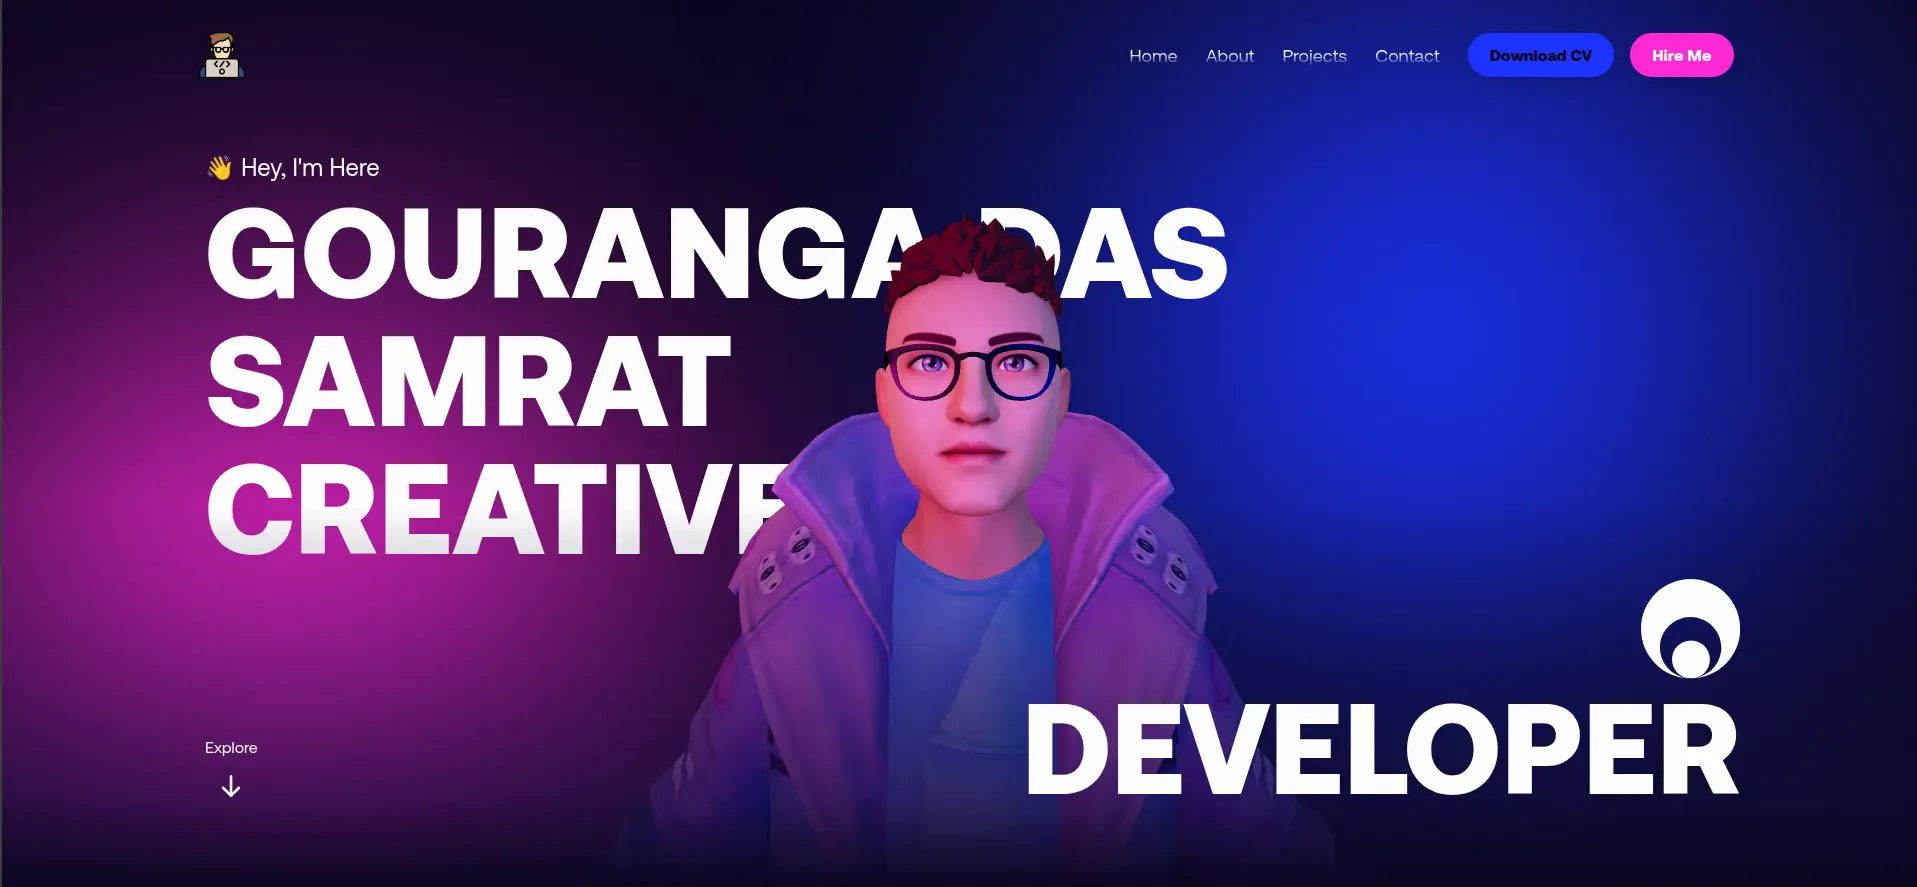 Home About Projects Contact Download CV Hire Me
👋 Hey, I'm Here
GOURANGA DAS
SAMRAT
CREATIVE
DEVELOPER
Explore